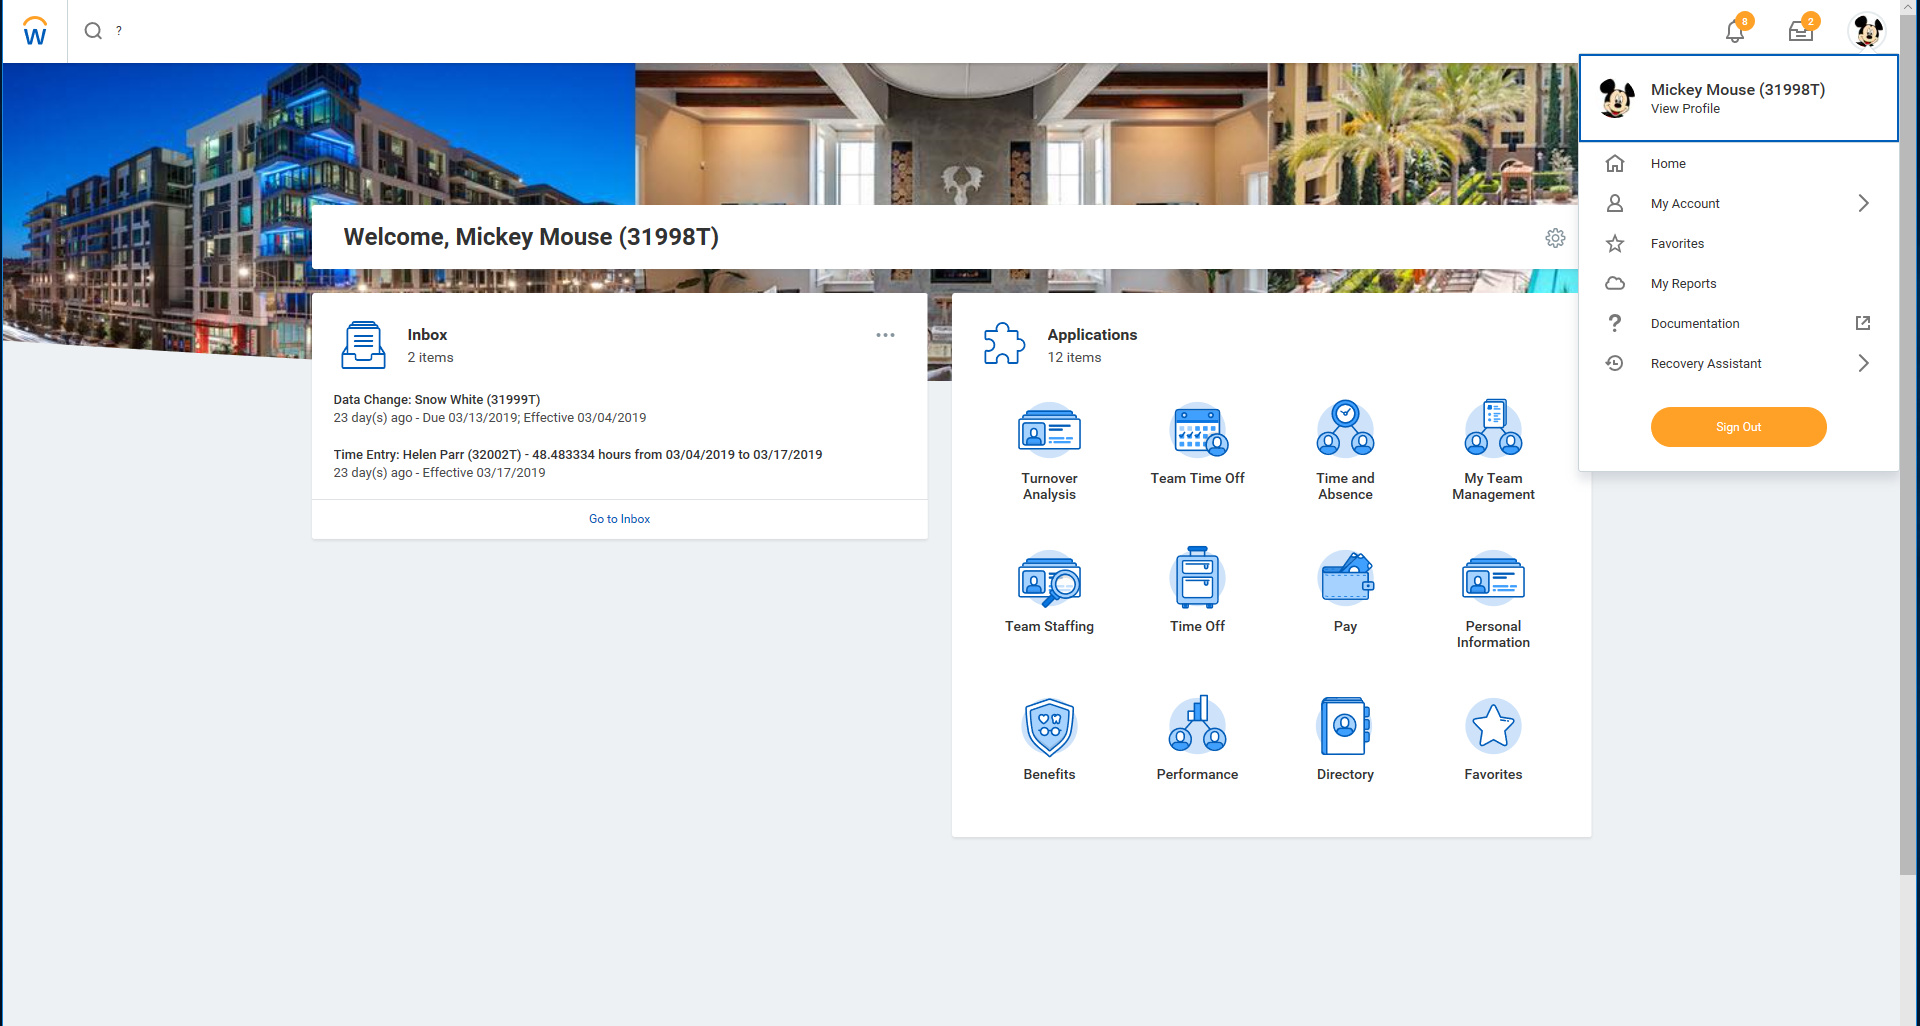 W
?
8
2
Mickey Mouse (31998T)
View Profile
Home
My Account
Favorites
My Reports
Documentation
Recovery Assistant
Sign Out
Welcome, Mickey Mouse (31998T)
Inbox
2 items
Data Change: Snow White (31999T)
23 day(s) ago - Due 03/13/2019; Effective 03/04/2019
Time Entry: Helen Parr (32002T) - 48.483334 hours from 03/04/2019 to 03/17/2019
23 day(s) ago - Effective 03/17/2019
Go to Inbox
Applications
12 items
Turnover
Analysis
Team Time Off
Time and
Absence
My Team
Management
Team Staffing
Time Off
Pay
Personal
Information
Benefits
Performance
Directory
Favorites